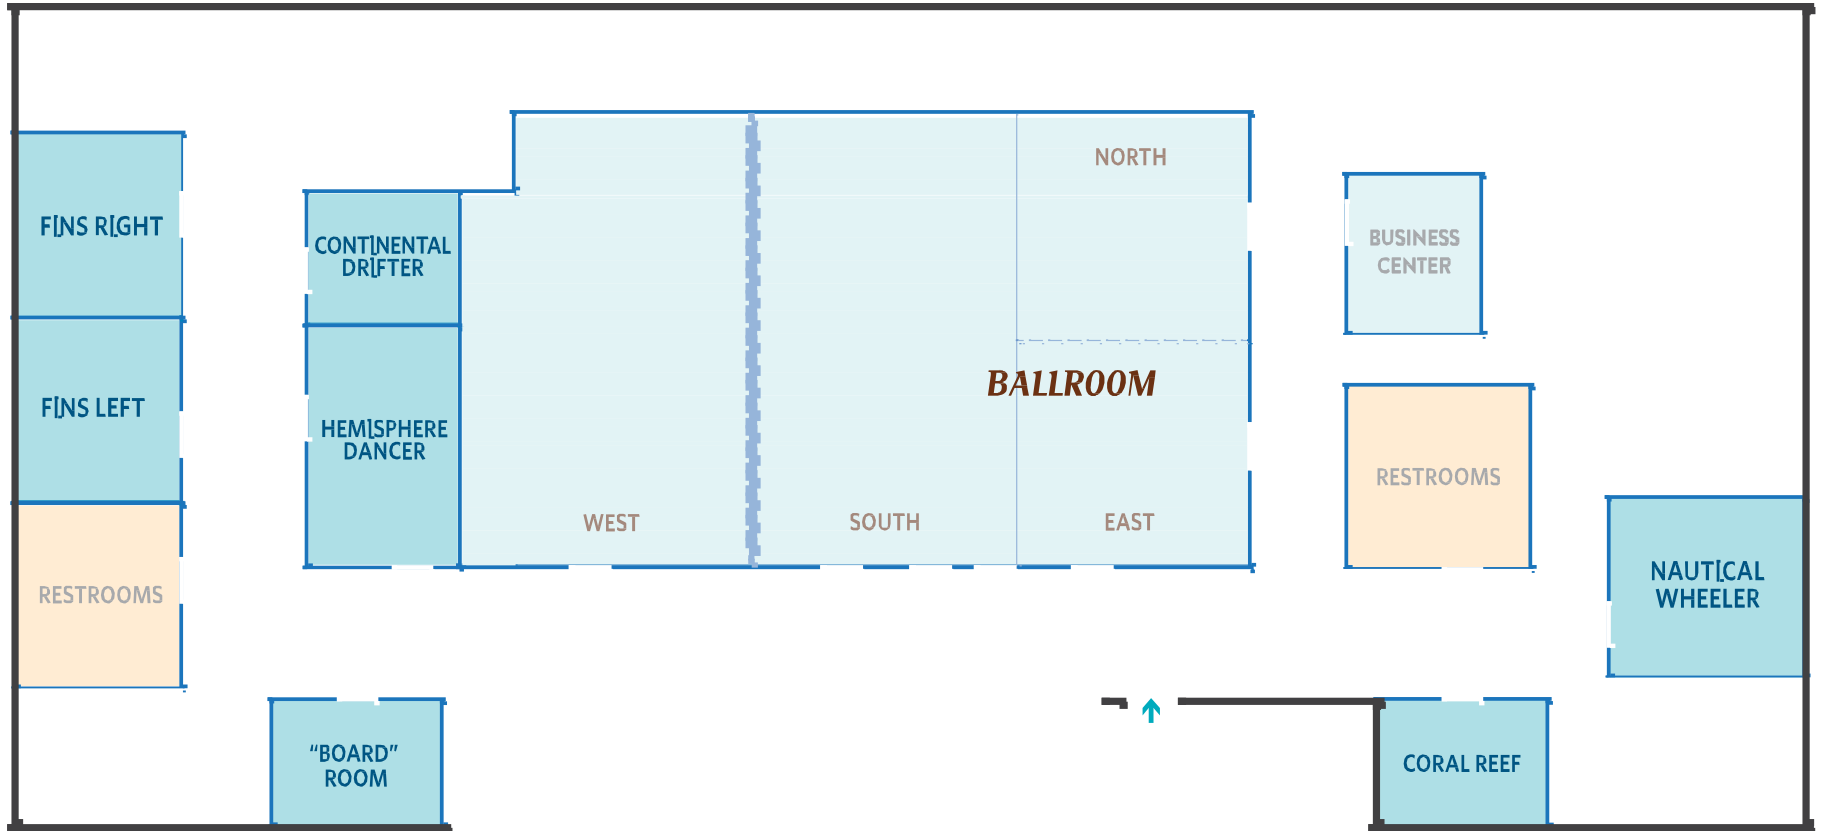 NORTH
FINS RIGHT
CONTINENTAL
DRIFTER
BUSINESS
CENTER
BALLROOM
FINS LEFT
HEMISPHERE
DANCER
RESTROOMS
WEST
SOUTH
EAST
NAUTICAL
WHEELER
RESTROOMS
“BOARD”
ROOM
CORAL REEF